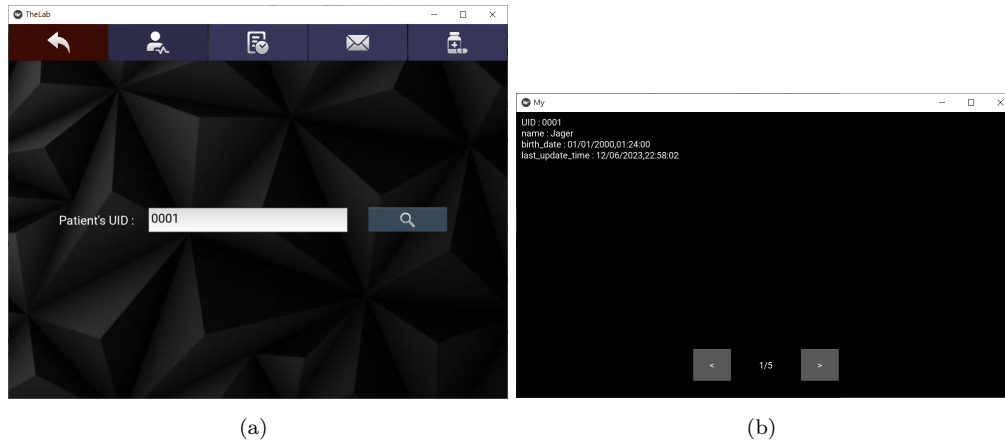 TheLab
Patient's UID :
0001
My
UID : 0001
name : Jager
birth_date : 01/01/2000,01:24:00
last_update_time : 12/06/2023,22:58:02
< 1/5 >
(a)
(b)